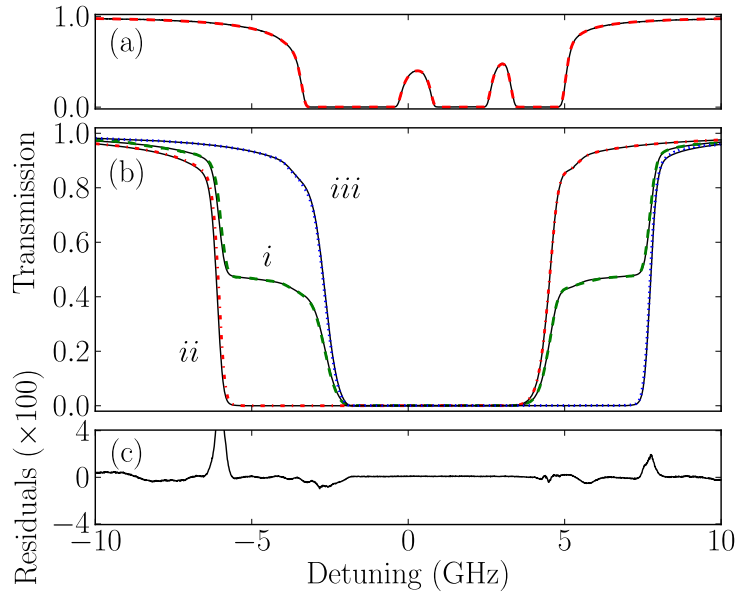 1.0
(a)
0.0
1.0
(b)
iii
0.8
0.6
i
0.4
ii
0.2
0.0
Transmission
4
(c)
0
−4
Residuals (×100)
−10 −5 0 5 10
Detuning (GHz)